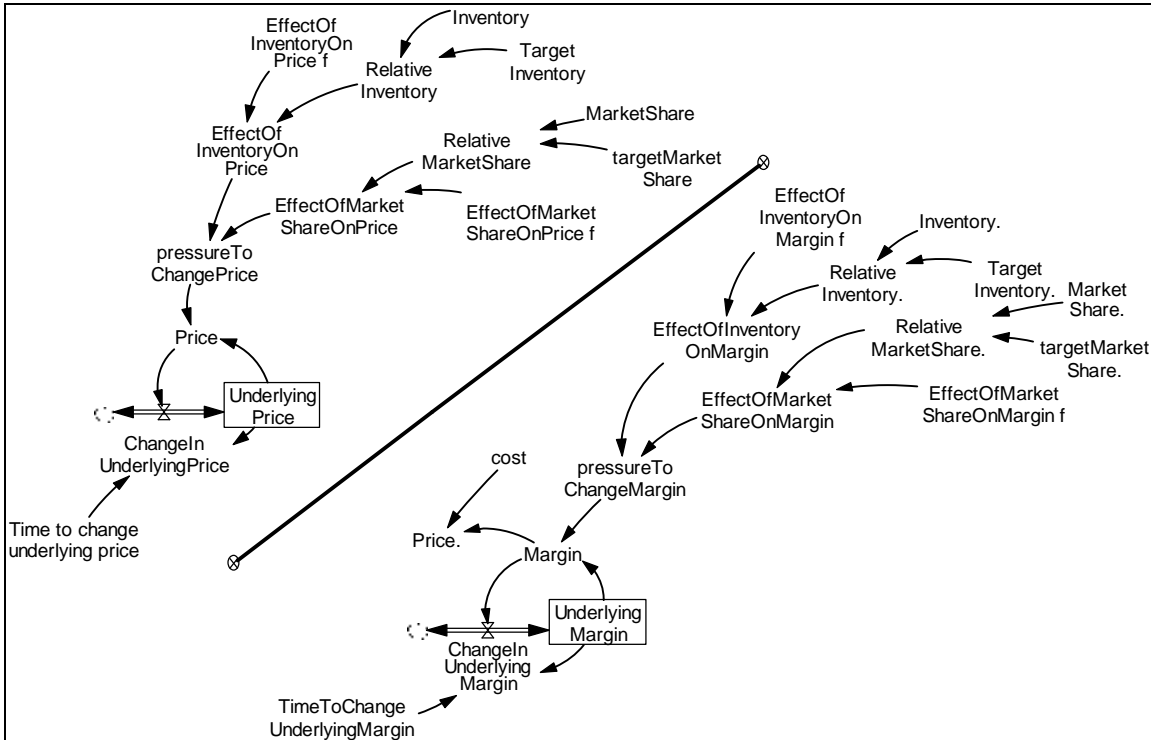 EffectOf
InventoryOn
Price f
Inventory
Target
Inventory
Relative
Inventory
EffectOf
InventoryOn
Price
MarketShare
Relative
MarketShare
targetMarket
Share
EffectOfMarket
ShareOnPrice
EffectOfMarket
ShareOnPrice f
pressureTo
ChangePrice
Price
Underlying
Price
ChangeIn
UnderlyingPrice
Time to change
underlying price
EffectOf
InventoryOn
Margin f
Inventory.
Relative
Inventory.
Target
Inventory.
Market
Share.
EffectOfInventory
OnMargin
Relative
MarketShare.
targetMarket
Share.
EffectOfMarket
ShareOnMargin
EffectOfMarket
ShareOnMargin f
cost
pressureTo
ChangeMargin
Price.
Margin
Underlying
Margin
ChangeIn
Underlying
Margin
TimeToChange
UnderlyingMargin